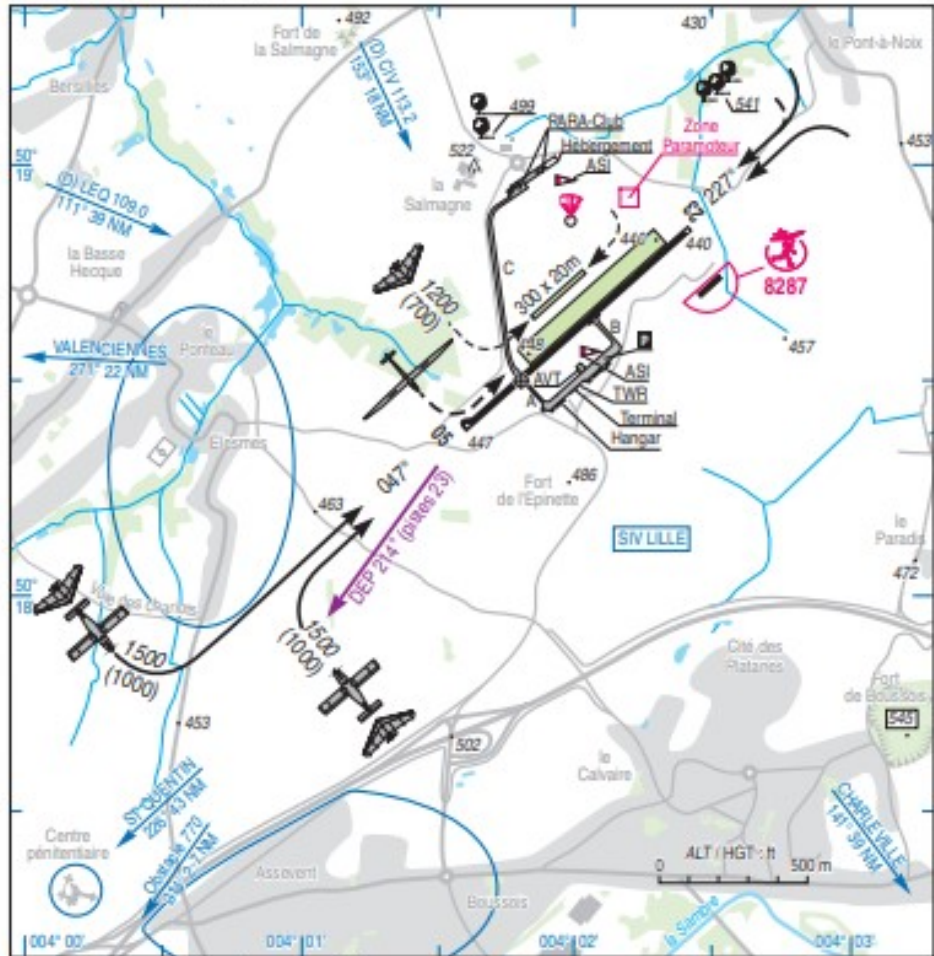 492
Fort de
la Salmagne
430
le Pont-à-Noix
Bersillies
(D) CIV 113.2
153° 18 NM
499
541
PARA-Club
Zone
Paramoteur
Hébergement
ASI
453
522
la
Salmagne
50°
19'
(D) LEQ 109.0
111° 39 NM
23
227°
440
440
la Basse
Hecque
C
300 x 20m
8287
1200
(700)
B
P
457
448
le
Ponteau
VALENCIENNES
271° 22 NM
AVT
A
ASI
TWR
Terminal
Hangar
05
447
Elesmes
047°
463
486
Fort
de l'Epinette
DEP 214° (pistes 23)
SIV LILLE
le
Paradis
472
50°
18'
1500
(1000)
1500
(1000)
Cité des
Platanes
Fort
de Boussois
545
453
502
le
Calvaire
ST QUENTIN
226° 43 NM
CHARLEVILLE
141° 39 NM
Centre
pénitentiaire
Obstacle 770
2.7 NM
Assevent
ALT / HGT : ft
0
500 m
Boussois
la Sambre
004° 00'
004° 01'
004° 02'
004° 03'